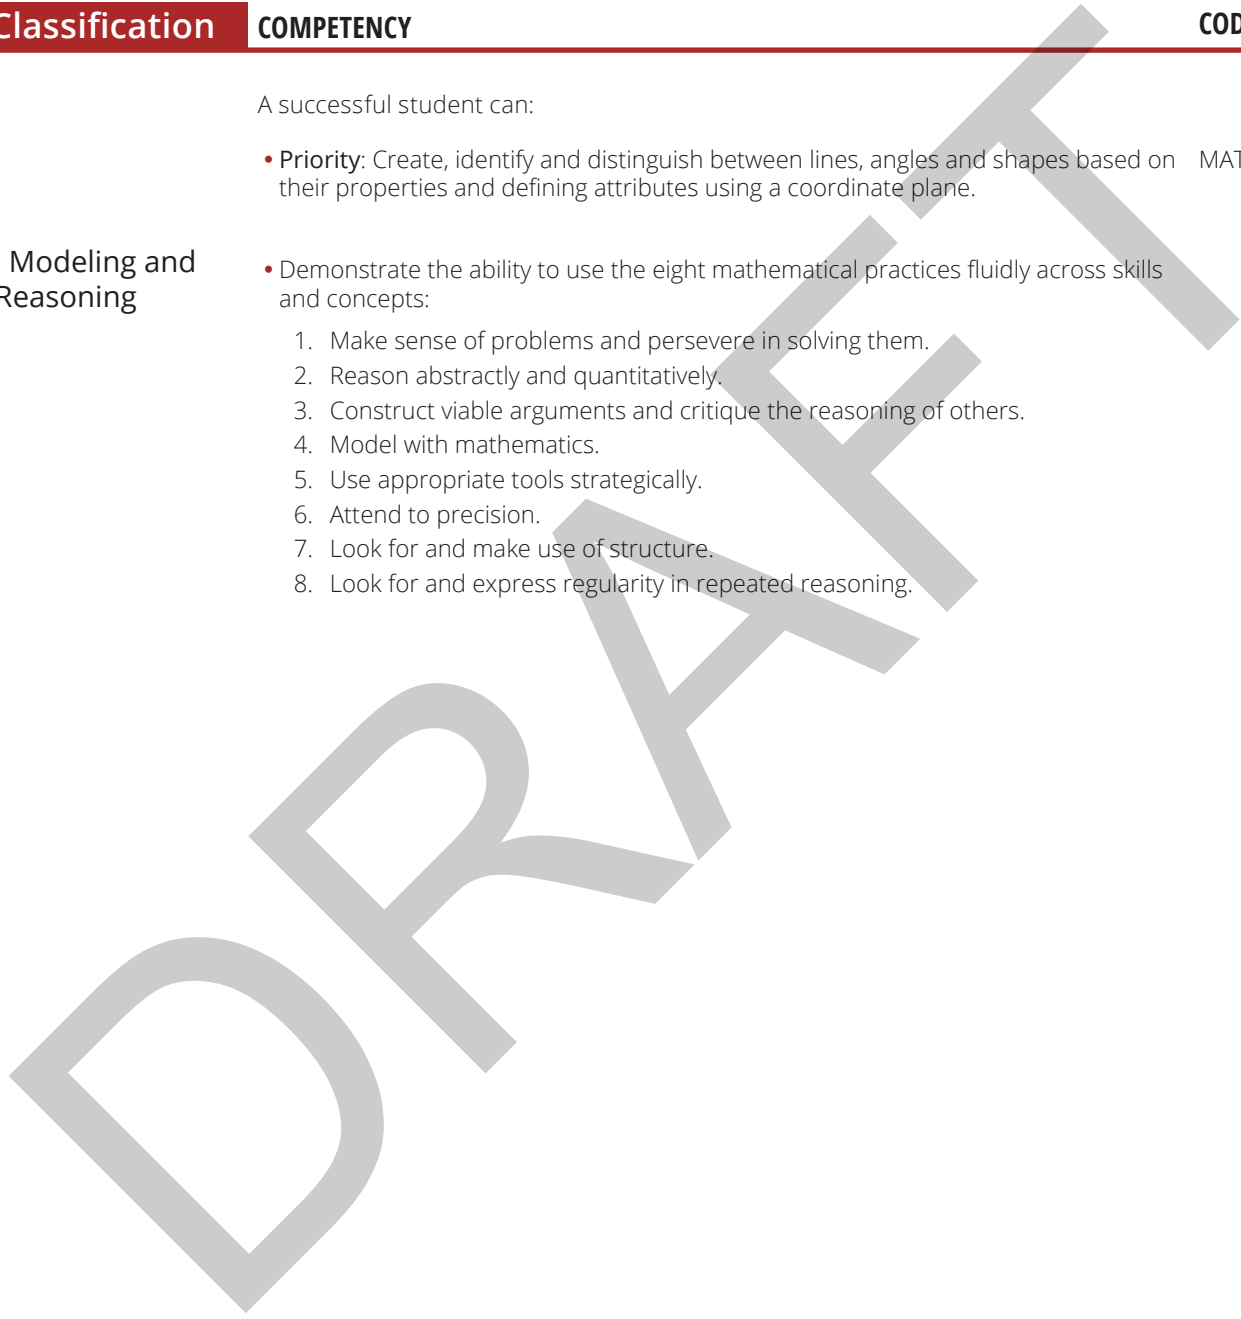 Classification COMPETENCY COD
A successful student can:
• Priority: Create, identify and distinguish between lines, angles and shapes based on MAT
their properties and defining attributes using a coordinate plane.
Modeling and
Reasoning
• Demonstrate the ability to use the eight mathematical practices fluidly across skills
and concepts:
1. Make sense of problems and persevere in solving them.
2. Reason abstractly and quantitatively.
3. Construct viable arguments and critique the reasoning of others.
4. Model with mathematics.
5. Use appropriate tools strategically.
6. Attend to precision.
7. Look for and make use of structure.
8. Look for and express regularity in repeated reasoning.
DRAFT